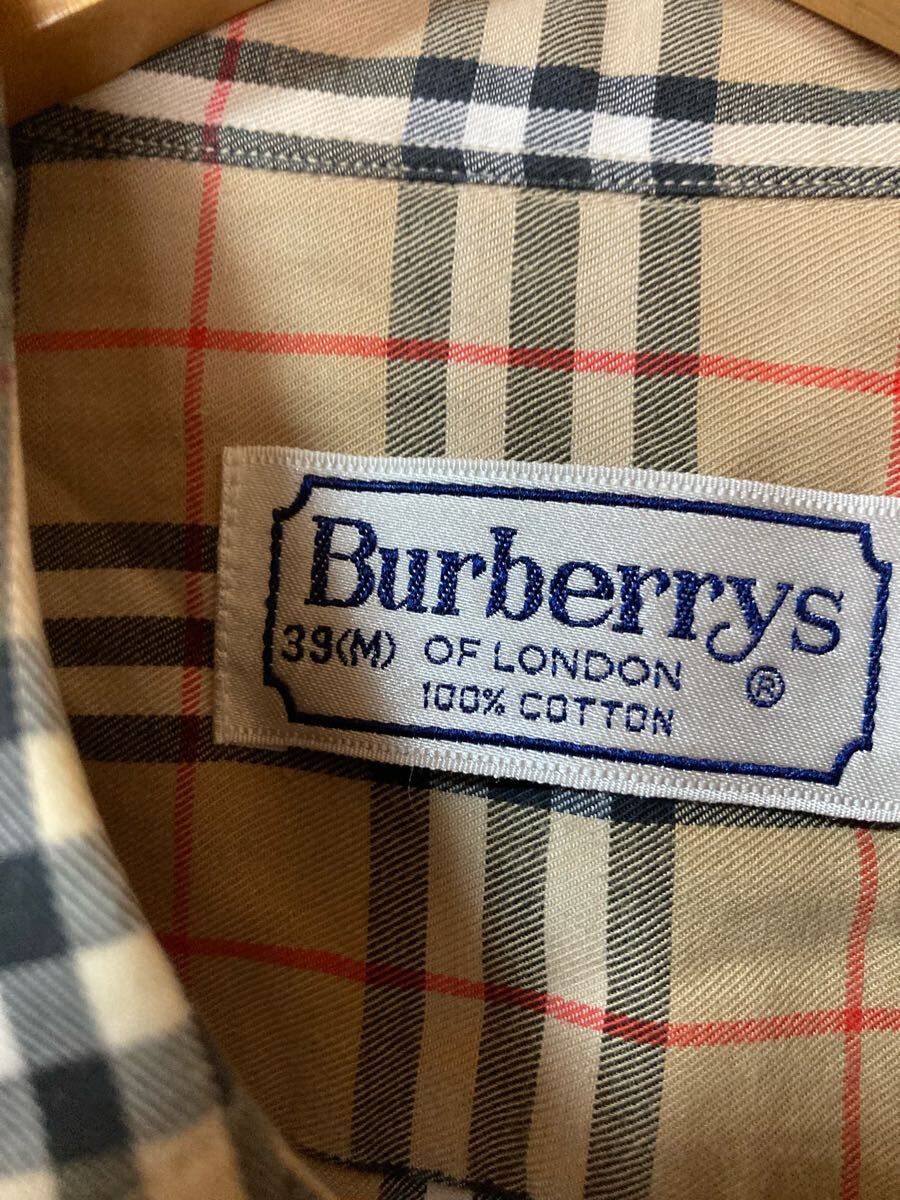 Burberrys
39(M) OF LONDON ®
100% COTTON